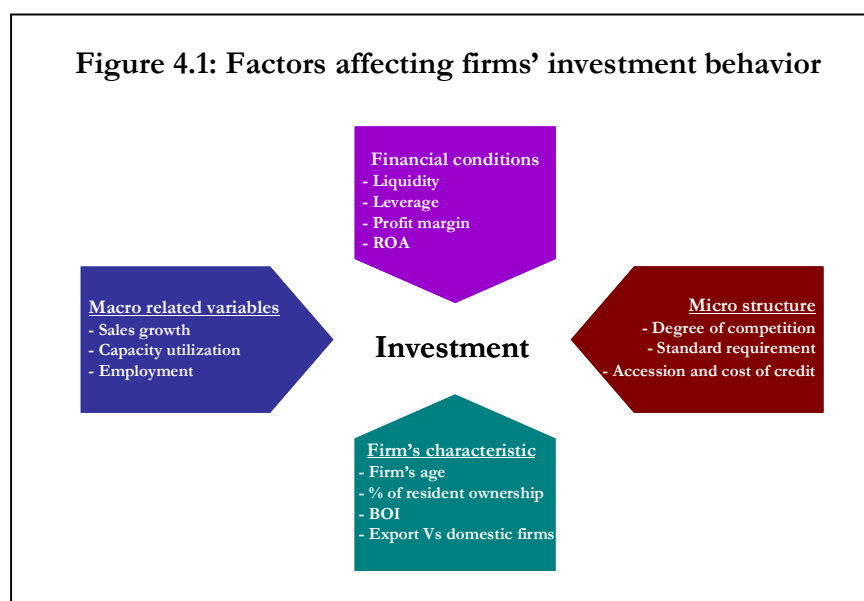 Figure 4.1: Factors affecting firms’ investment behavior
Financial conditions
- Liquidity
- Leverage
- Profit margin
- ROA
Macro related variables
- Sales growth
- Capacity utilization
- Employment
Investment
Micro structure
- Degree of competition
- Standard requirement
- Accession and cost of credit
Firm’s characteristic
- Firm’s age
- % of resident ownership
- BOI
- Export Vs domestic firms